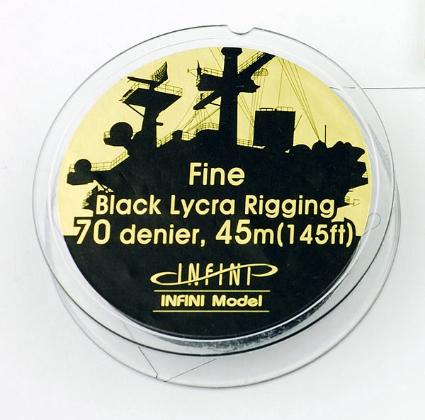 Fine
Black Lycra Rigging
70 denier, 45m(145ft)
INFINI
INFINI Model